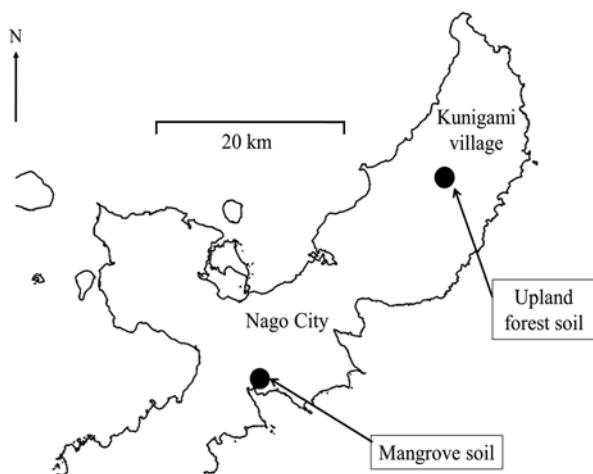 N
Kunigami
village
20 km
Upland
forest soil
Nago City
Mangrove soil